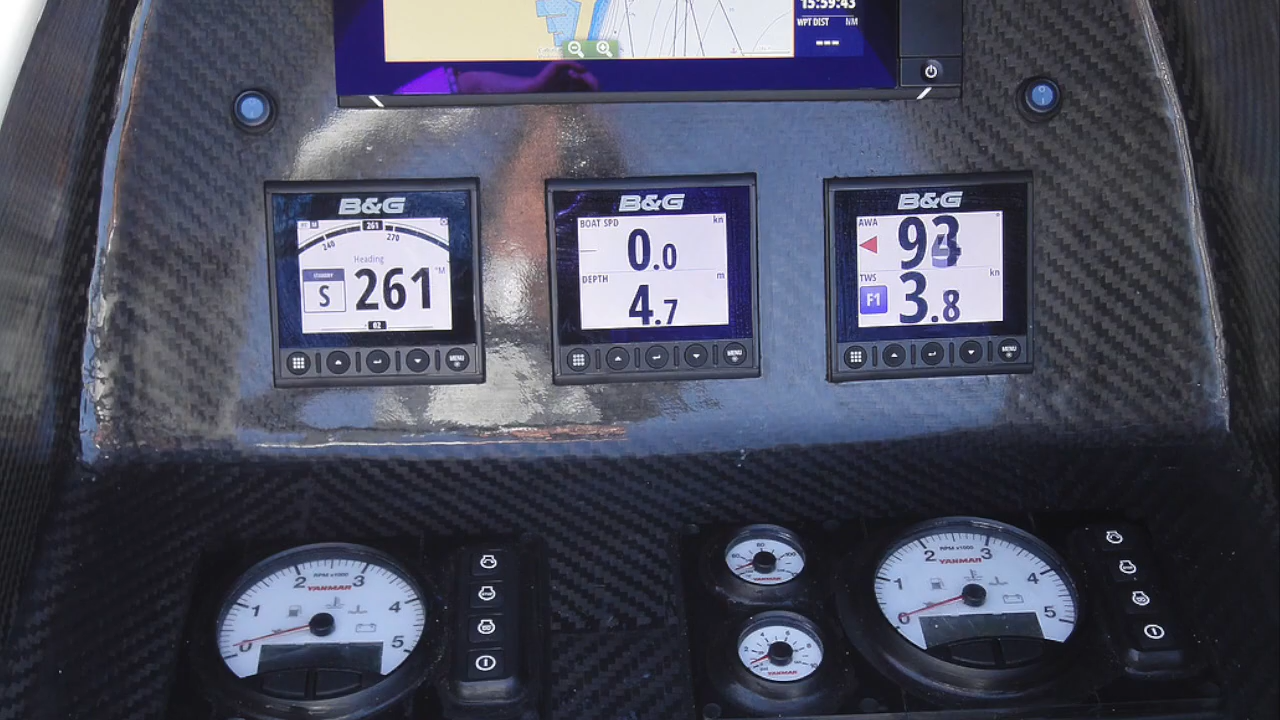 15:59:43
WPT DIST NM
---
B&G
261
240 270
Heading
STANDBY
S 261 °M
02
MENU
B&G
BOAT SPD kn
0.0
DEPTH m
4.7
MENU
B&G
AWA °
TWS kn
F1 3.8
MENU
RPM x1000
YANMAR
0 1 2 3 4 5
YANMAR
YANMAR
RPM x1000
YANMAR
0 1 2 3 4 5